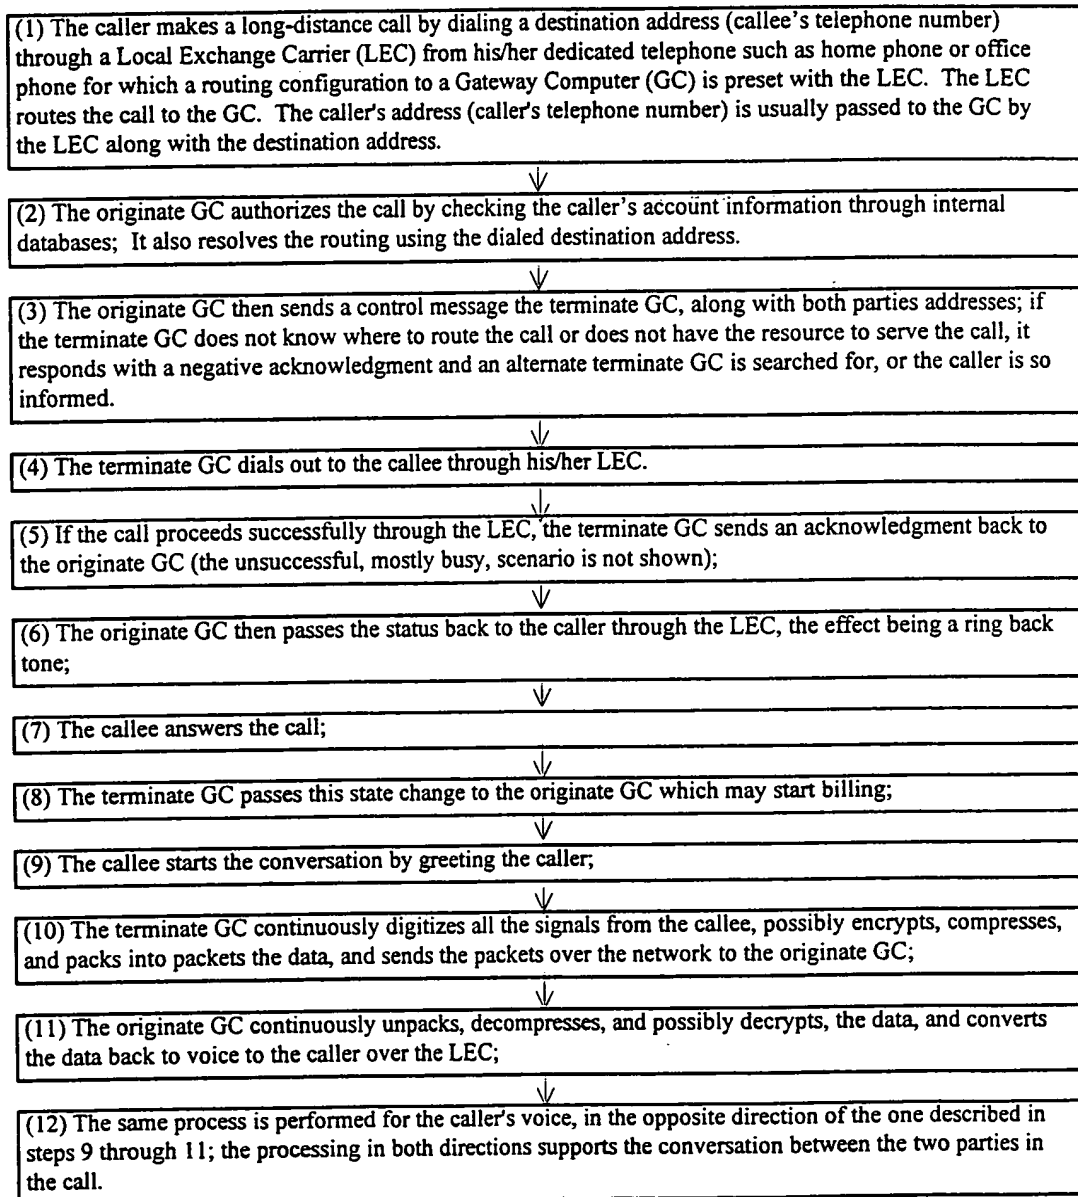 (1) The caller makes a long-distance call by dialing a destination address (callee's telephone number)
through a Local Exchange Carrier (LEC) from his/her dedicated telephone such as home phone or office
phone for which a routing configuration to a Gateway Computer (GC) is preset with the LEC. The LEC
routes the call to the GC. The caller's address (caller's telephone number) is usually passed to the GC by
the LEC along with the destination address.
(2) The originate GC authorizes the call by checking the caller's account information through internal
databases; It also resolves the routing using the dialed destination address.
(3) The originate GC then sends a control message the terminate GC, along with both parties addresses; if
the terminate GC does not know where to route the call or does not have the resource to serve the call, it
responds with a negative acknowledgment and an alternate terminate GC is searched for, or the caller is so
informed.
(4) The terminate GC dials out to the callee through his/her LEC.
(5) If the call proceeds successfully through the LEC, the terminate GC sends an acknowledgment back to
the originate GC (the unsuccessful, mostly busy, scenario is not shown);
(6) The originate GC then passes the status back to the caller through the LEC, the effect being a ring back
tone;
(7) The callee answers the call;
(8) The terminate GC passes this state change to the originate GC which may start billing;
(9) The callee starts the conversation by greeting the caller;
(10) The terminate GC continuously digitizes all the signals from the callee, possibly encrypts, compresses,
and packs into packets the data, and sends the packets over the network to the originate GC;
(11) The originate GC continuously unpacks, decompresses, and possibly decrypts, the data, and converts
the data back to voice to the caller over the LEC;
(12) The same process is performed for the caller's voice, in the opposite direction of the one described in
steps 9 through 11; the processing in both directions supports the conversation between the two parties in
the call.